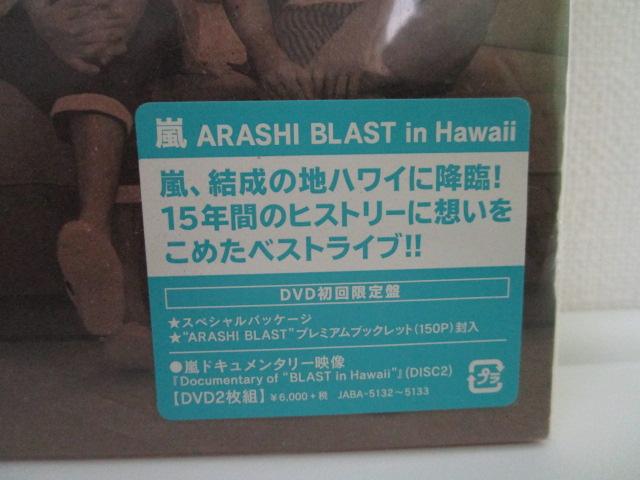 嵐 ARASHI BLAST in Hawaii
嵐、結成の地ハワイに降臨!
15年間のヒストリーに想いを
こめたベストライブ!!
DVD初回限定盤
★スペシャルパッケージ
★"ARASHI BLAST"プレミアムブックレット(150P)封入
●嵐ドキュメンタリー映像
『Documentary of "BLAST in Hawaii"』(DISC2)
【DVD2枚組】 ¥6,000+税 JABA-5132~5133
プラ